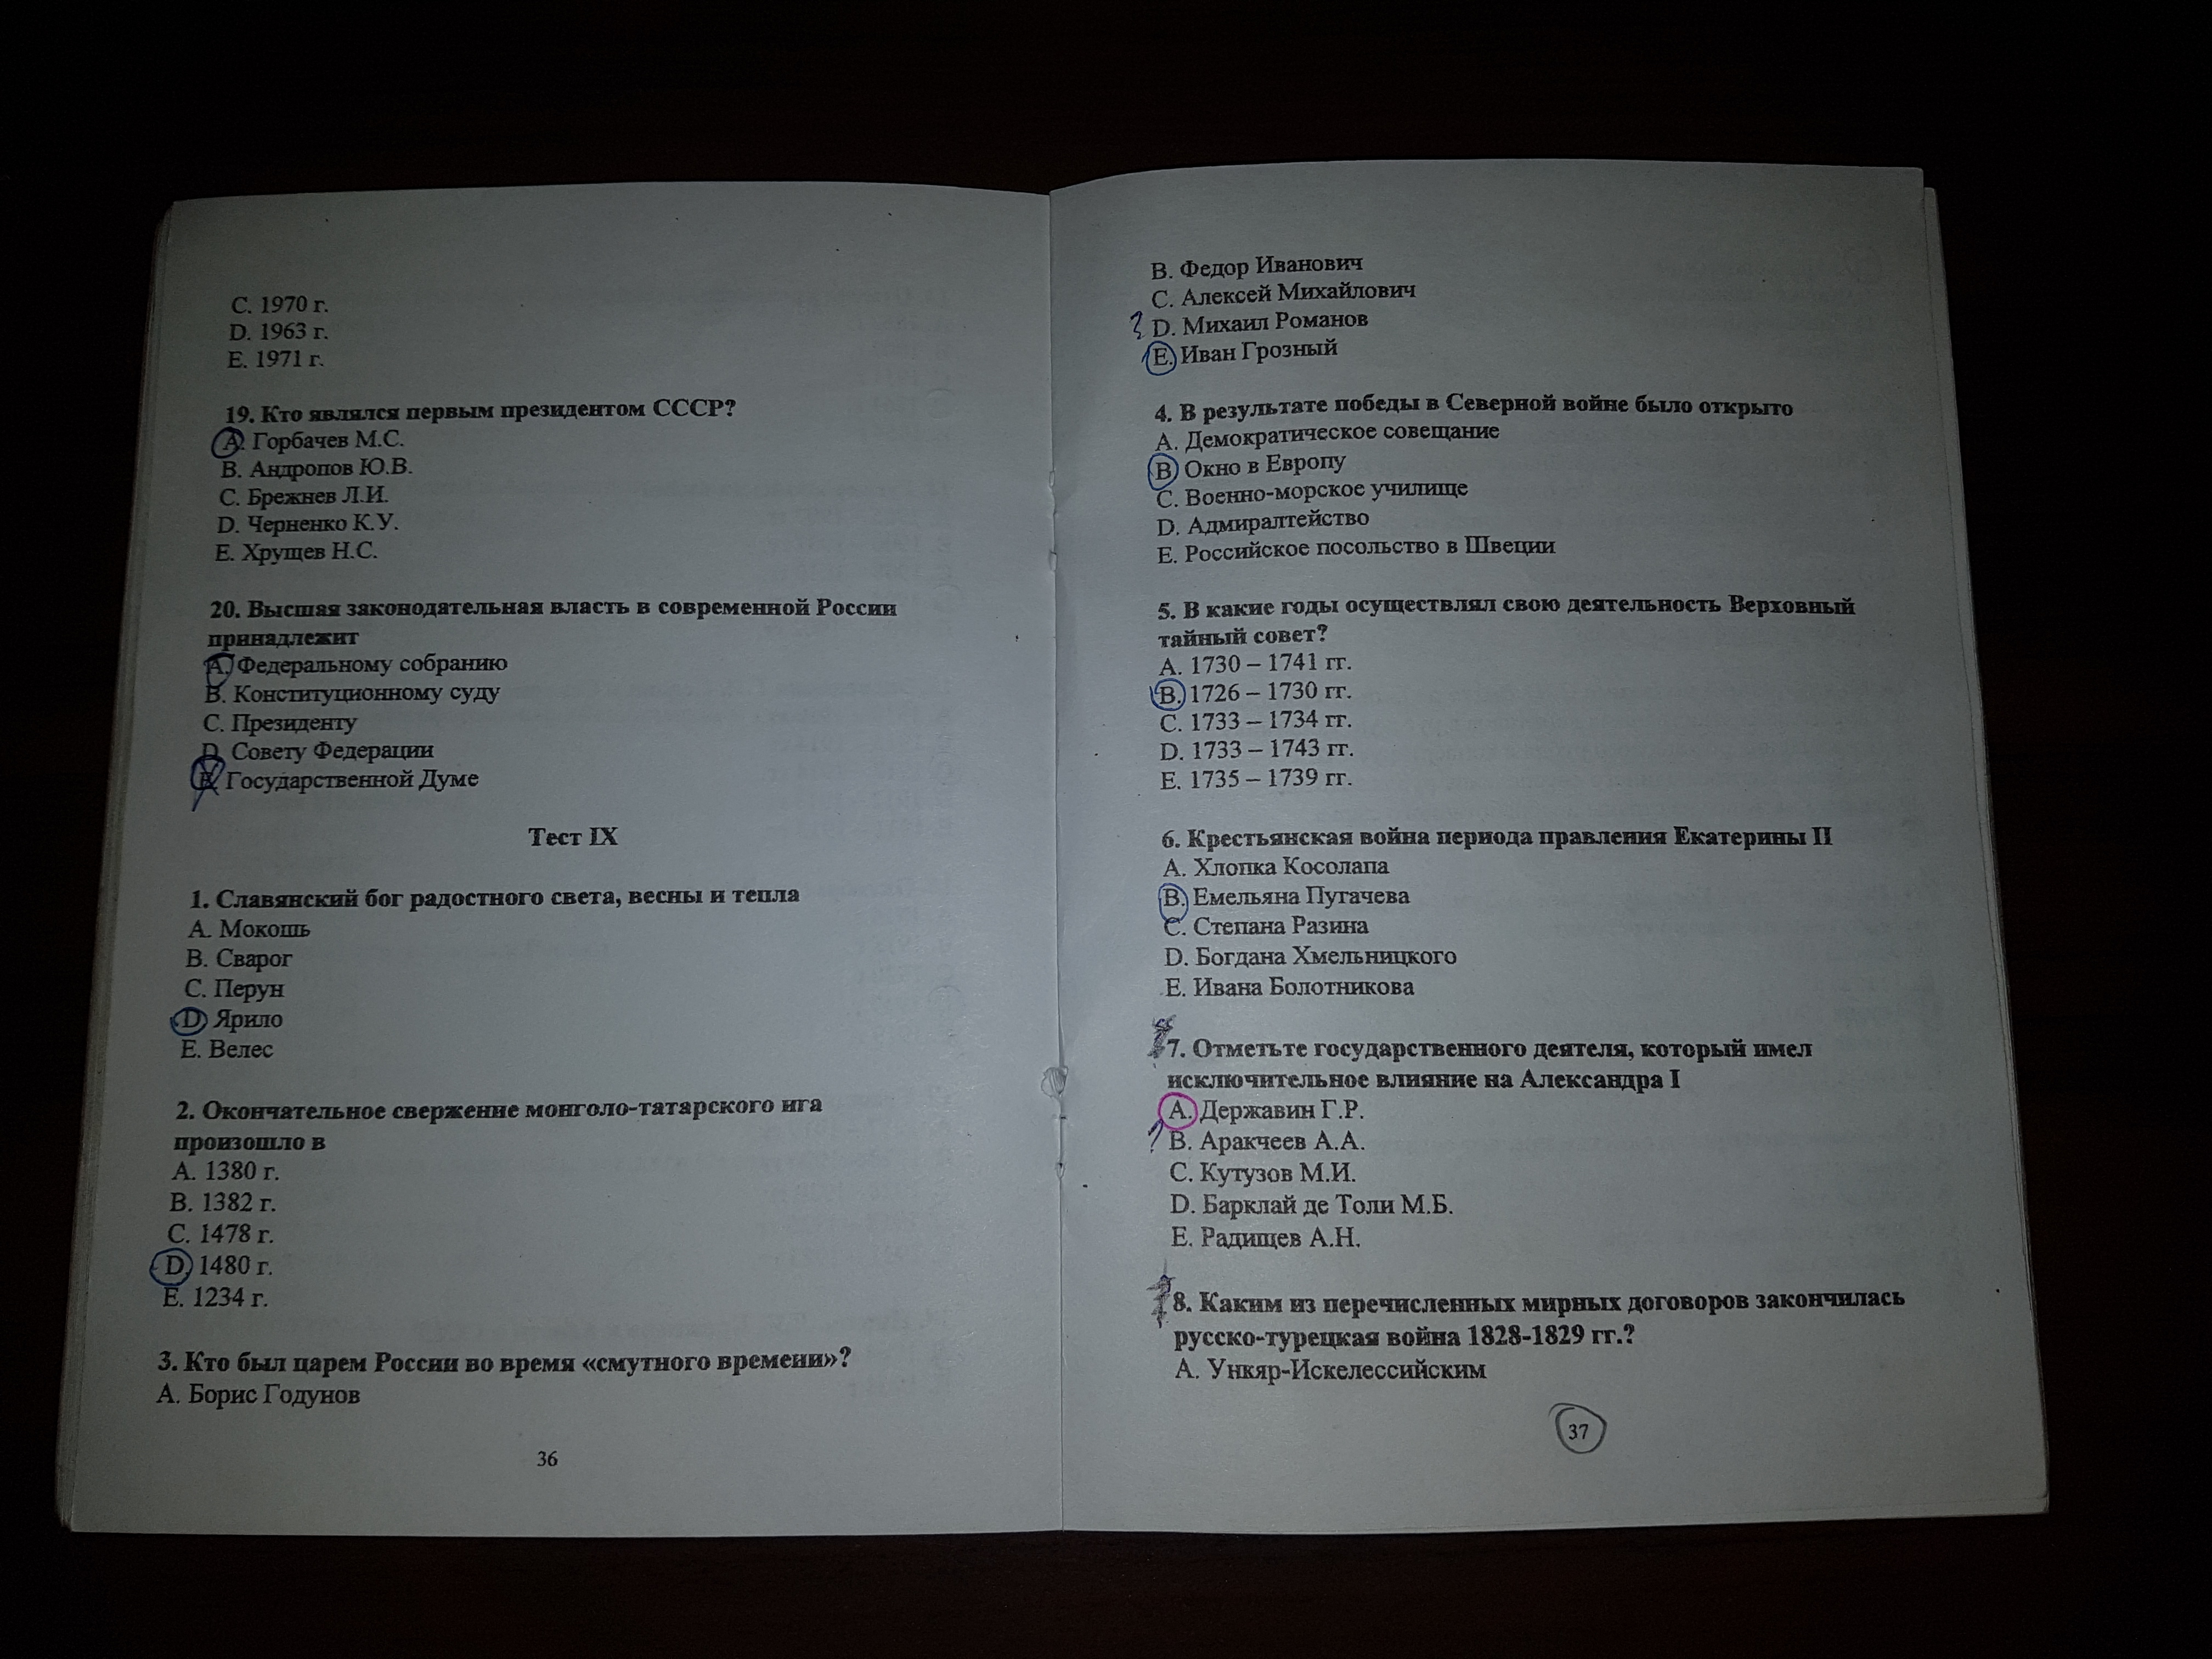 C. 1970 г.
D. 1963 г.
E. 1971 г.
19. Кто являлся первым президентом СССР?
A. Горбачев М.С.
B. Андропов Ю.В.
C. Брежнев Л.И.
D. Черненко К.У.
E. Хрущев Н.С.
20. Высшая законодательная власть в современной России
принадлежит
A. Федеральному собранию
B. Конституционному суду
C. Президенту
D. Совету Федерации
E. Государственной Думе
Тест IX
1. Славянский бог радостного света, весны и тепла
A. Мокошь
B. Сварог
C. Перун
D. Ярило
E. Велес
2. Окончательное свержение монголо-татарского ига
произошло в
A. 1380 г.
B. 1382 г.
C. 1478 г.
D. 1480 г.
E. 1234 г.
3. Кто был царем России во время «смутного времени»?
A. Борис Годунов
36
B. Федор Иванович
C. Алексей Михайлович
? D. Михаил Романов
E. Иван Грозный
4. В результате победы в Северной войне было открыто
A. Демократическое совещание
B. Окно в Европу
C. Военно-морское училище
D. Адмиралтейство
E. Российское посольство в Швеции
5. В какие годы осуществлял свою деятельность Верховный
тайный совет?
A. 1730 – 1741 гг.
B. 1726 – 1730 гг.
C. 1733 – 1734 гг.
D. 1733 – 1743 гг.
E. 1735 – 1739 гг.
6. Крестьянская война периода правления Екатерины II
A. Хлопка Косолапа
B. Емельяна Пугачева
C. Степана Разина
D. Богдана Хмельницкого
E. Ивана Болотникова
7. Отметьте государственного деятеля, который имел
исключительное влияние на Александра I
A. Державин Г.Р.
? B. Аракчеев А.А.
C. Кутузов М.И.
D. Барклай де Толи М.Б.
E. Радищев А.Н.
8. Каким из перечисленных мирных договоров закончилась
русско-турецкая война 1828-1829 гг.?
A. Ункяр-Искелессийским
37